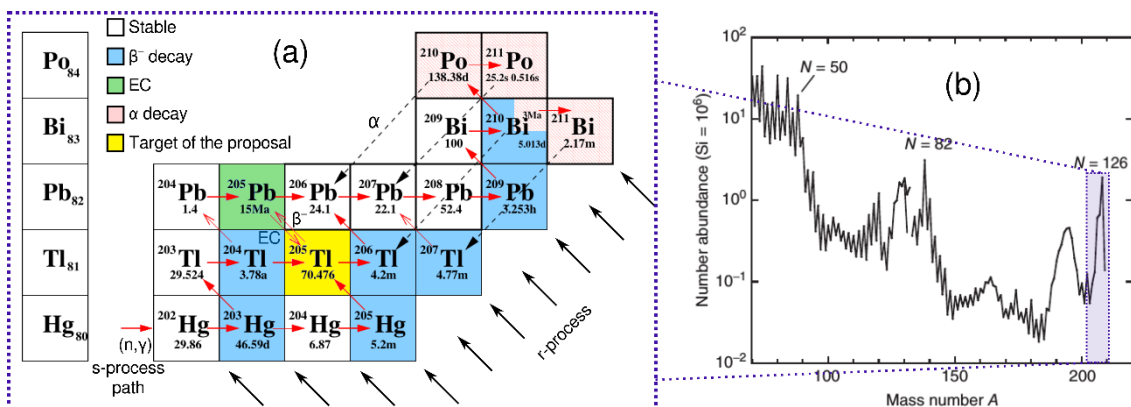 Stable
β⁻ decay
EC
α decay
Target of the proposal
(a)
Po₈₄
Bi₈₃
Pb₈₂
Tl₈₁
Hg₈₀
²¹⁰Po
138.38d
²¹¹Po
25.2s 0.516s
α
²⁰⁹Bi
100
²¹⁰Bi
3Ma
5.013d
²¹¹Bi
2.17m
²⁰⁴Pb
1.4
²⁰⁵Pb
15Ma
²⁰⁶Pb
24.1
²⁰⁷Pb
22.1
²⁰⁸Pb
52.4
²⁰⁹Pb
3.253h
β⁻
EC
²⁰³Tl
29.524
²⁰⁴Tl
3.78a
²⁰⁵Tl
70.476
²⁰⁶Tl
4.2m
²⁰⁷Tl
4.77m
²⁰²Hg
29.86
²⁰³Hg
46.59d
²⁰⁴Hg
6.87
²⁰⁵Hg
5.2m
(n,γ)
s-process
path
r-process
(b)
N = 50
N = 82
N = 126
Number abundance (Si = 10⁶)
10²
10¹
10⁰
10⁻¹
10⁻²
100
150
200
Mass number A